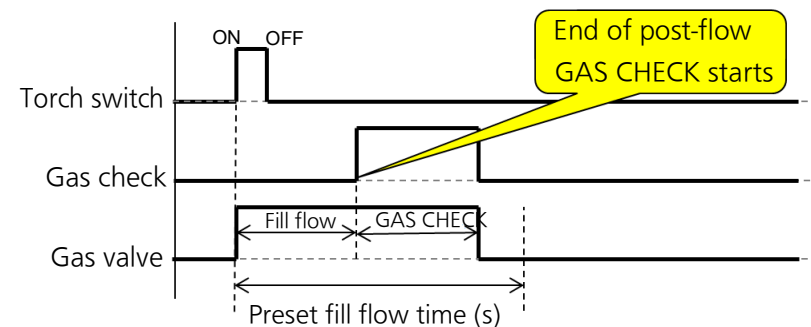 End of post-flow
GAS CHECK starts
ON OFF
Torch switch
Gas check
Fill flow GAS CHECK
Gas valve
Preset fill flow time (s)